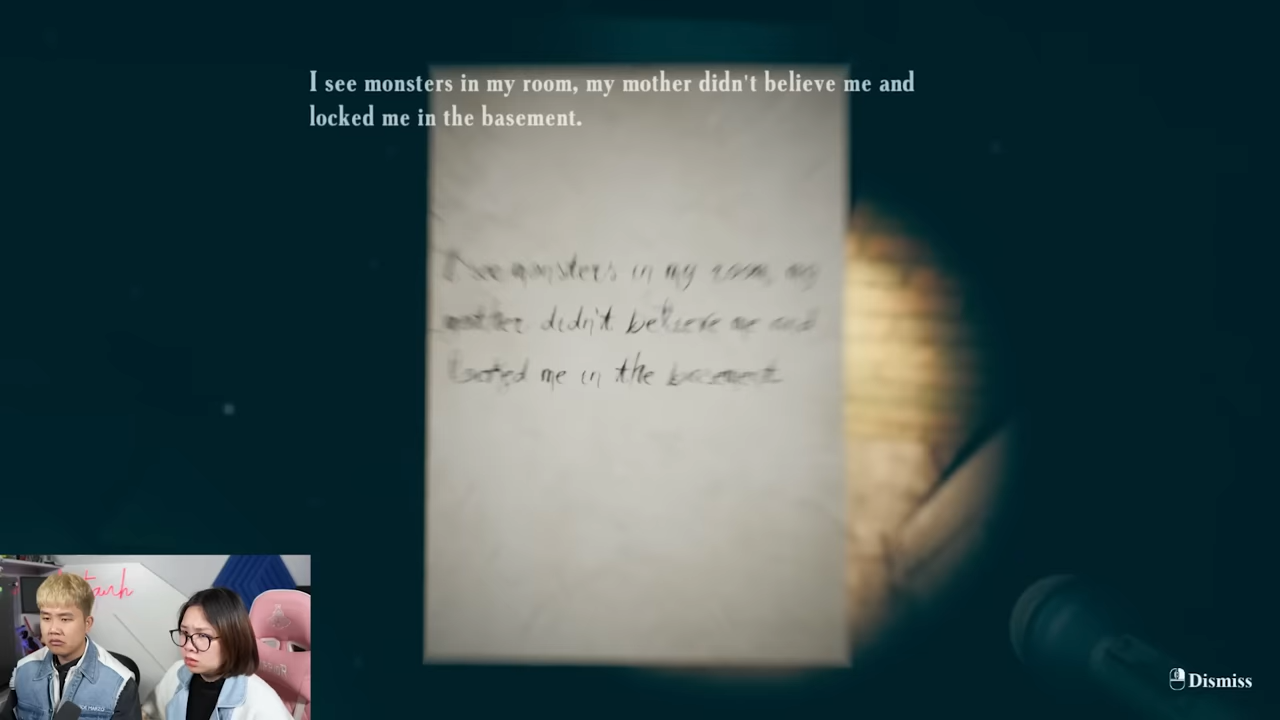 I see monsters in my room, my mother didn't believe me and
locked me in the basement.
I see monsters in my room, my
mother didn't believe me and
locked me in the basement
Dismiss